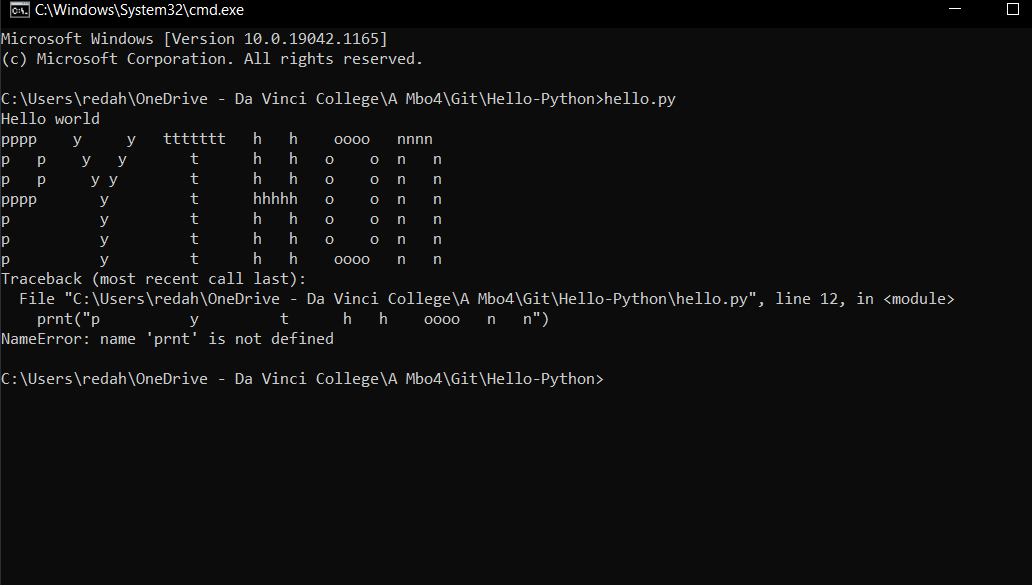 C:\Windows\System32\cmd.exe
Microsoft Windows [Version 10.0.19042.1165]
(c) Microsoft Corporation. All rights reserved.

C:\Users\redah\OneDrive - Da Vinci College\A Mbo4\Git\Hello-Python>hello.py
Hello world
pppp    y     y   ttttttt   h   h    oooo   nnnn
p   p    y   y       t      h   h   o    o  n   n
p   p     y y        t      h   h   o    o  n   n
pppp       y         t      hhhhh   o    o  n   n
p          y         t      h   h   o    o  n   n
p          y         t      h   h   o    o  n   n
p          y         t      h   h    oooo   n   n
Traceback (most recent call last):
  File "C:\Users\redah\OneDrive - Da Vinci College\A Mbo4\Git\Hello-Python\hello.py", line 12, in <module>
    prnt("p          y         t      h   h    oooo   n   n")
NameError: name 'prnt' is not defined

C:\Users\redah\OneDrive - Da Vinci College\A Mbo4\Git\Hello-Python>